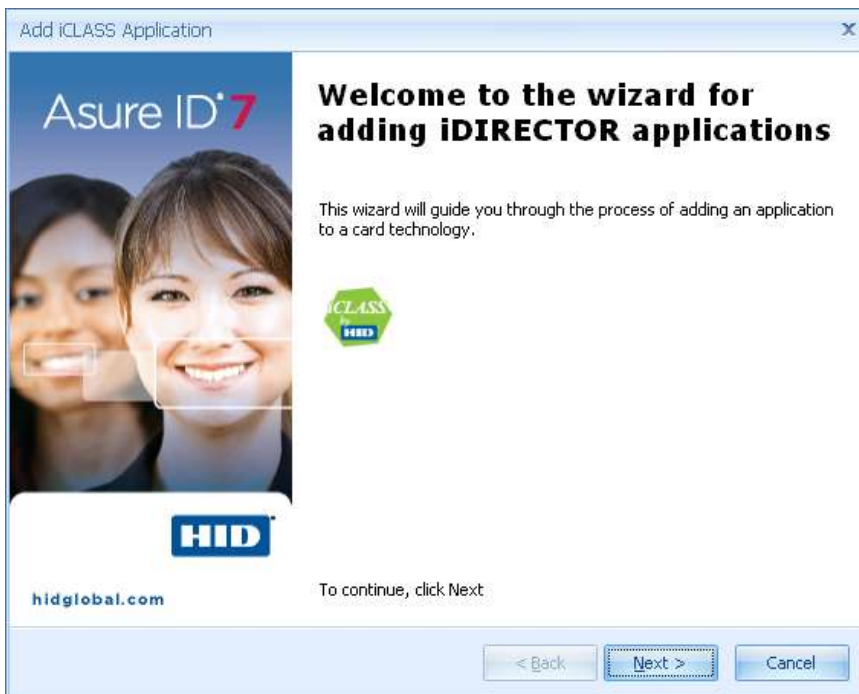 Add iCLASS Application
x
Asure ID 7
Welcome to the wizard for
adding iDIRECTOR applications
This wizard will guide you through the process of adding an application
to a card technology.
iCLASS
by
HID
HID
hidglobal.com
To continue, click Next
< Back
Next >
Cancel